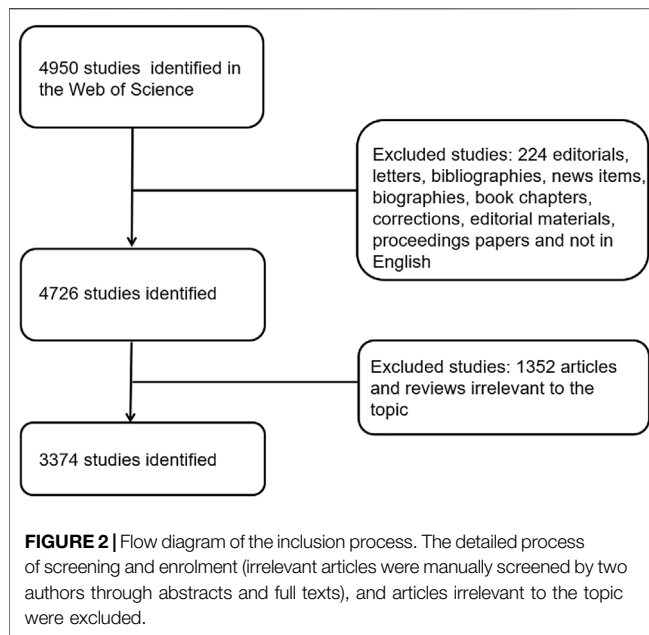 4950 studies identified in
the Web of Science
Excluded studies: 224 editorials,
letters, bibliographies, news items,
biographies, book chapters,
corrections, editorial materials,
proceedings papers and not in
English
4726 studies identified
Excluded studies: 1352 articles
and reviews irrelevant to the
topic
3374 studies identified
FIGURE 2 | Flow diagram of the inclusion process. The detailed process
of screening and enrolment (irrelevant articles were manually screened by two
authors through abstracts and full texts), and articles irrelevant to the topic
were excluded.